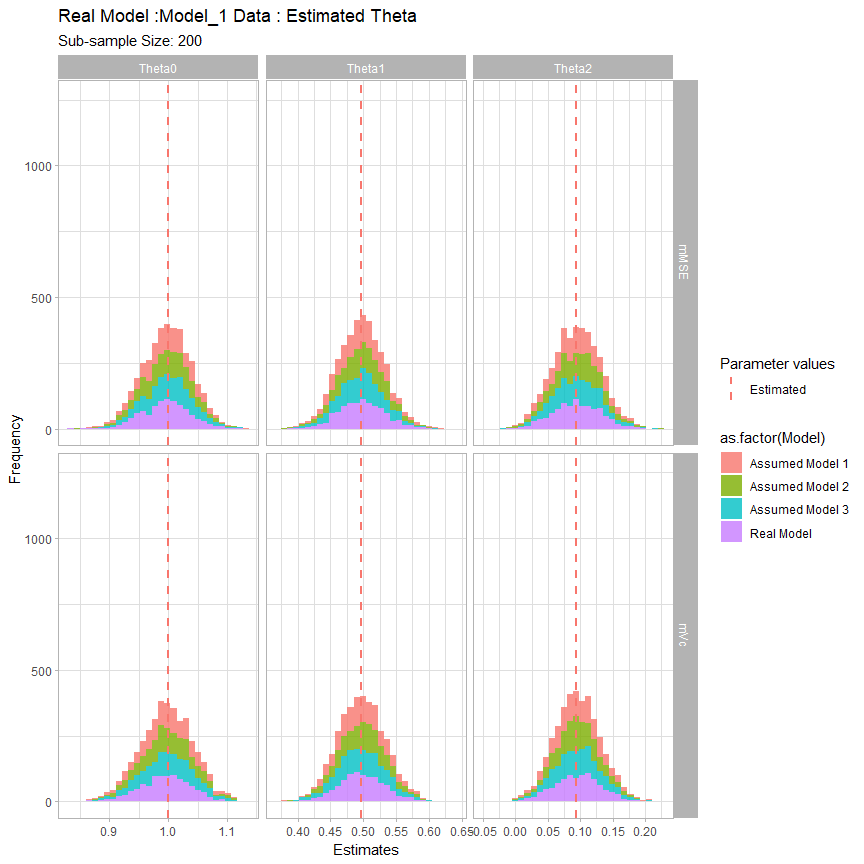 Real Model :Model_1 Data : Estimated Theta
Sub-sample Size: 200
Theta0 Theta1 Theta2
1000
500
0
mMSE
1000
500
0
mVc
Frequency
0.9 1.0 1.1
0.40 0.45 0.50 0.55 0.60 0.65
-0.05 0.00 0.05 0.10 0.15 0.20
Estimates
Parameter values
Estimated
as.factor(Model)
Assumed Model 1
Assumed Model 2
Assumed Model 3
Real Model